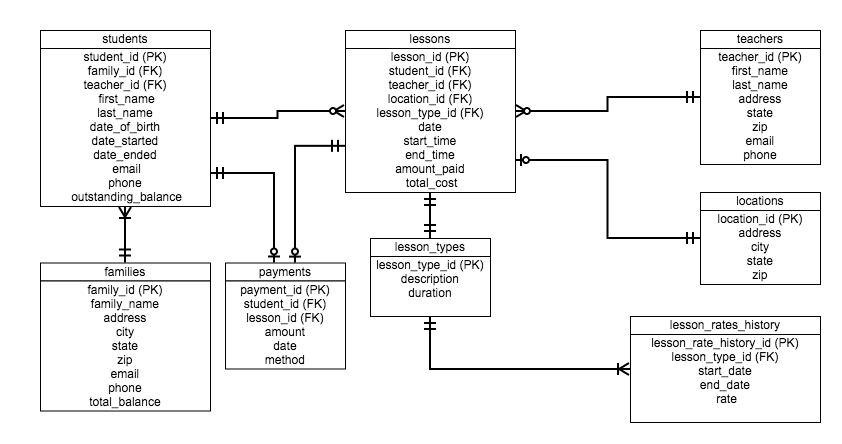 students
student_id (PK)
family_id (FK)
teacher_id (FK)
first_name
last_name
date_of_birth
date_started
date_ended
email
phone
outstanding_balance
lessons
lesson_id (PK)
student_id (FK)
teacher_id (FK)
location_id (FK)
lesson_type_id (FK)
date
start_time
end_time
amount_paid
total_cost
teachers
teacher_id (PK)
first_name
last_name
address
state
zip
email
phone
locations
location_id (PK)
address
city
state
zip
families
family_id (PK)
family_name
address
city
state
zip
email
phone
total_balance
payments
payment_id (PK)
student_id (FK)
lesson_id (FK)
amount
date
method
lesson_types
lesson_type_id (PK)
description
duration
lesson_rates_history
lesson_rate_history_id (PK)
lesson_type_id (FK)
start_date
end_date
rate